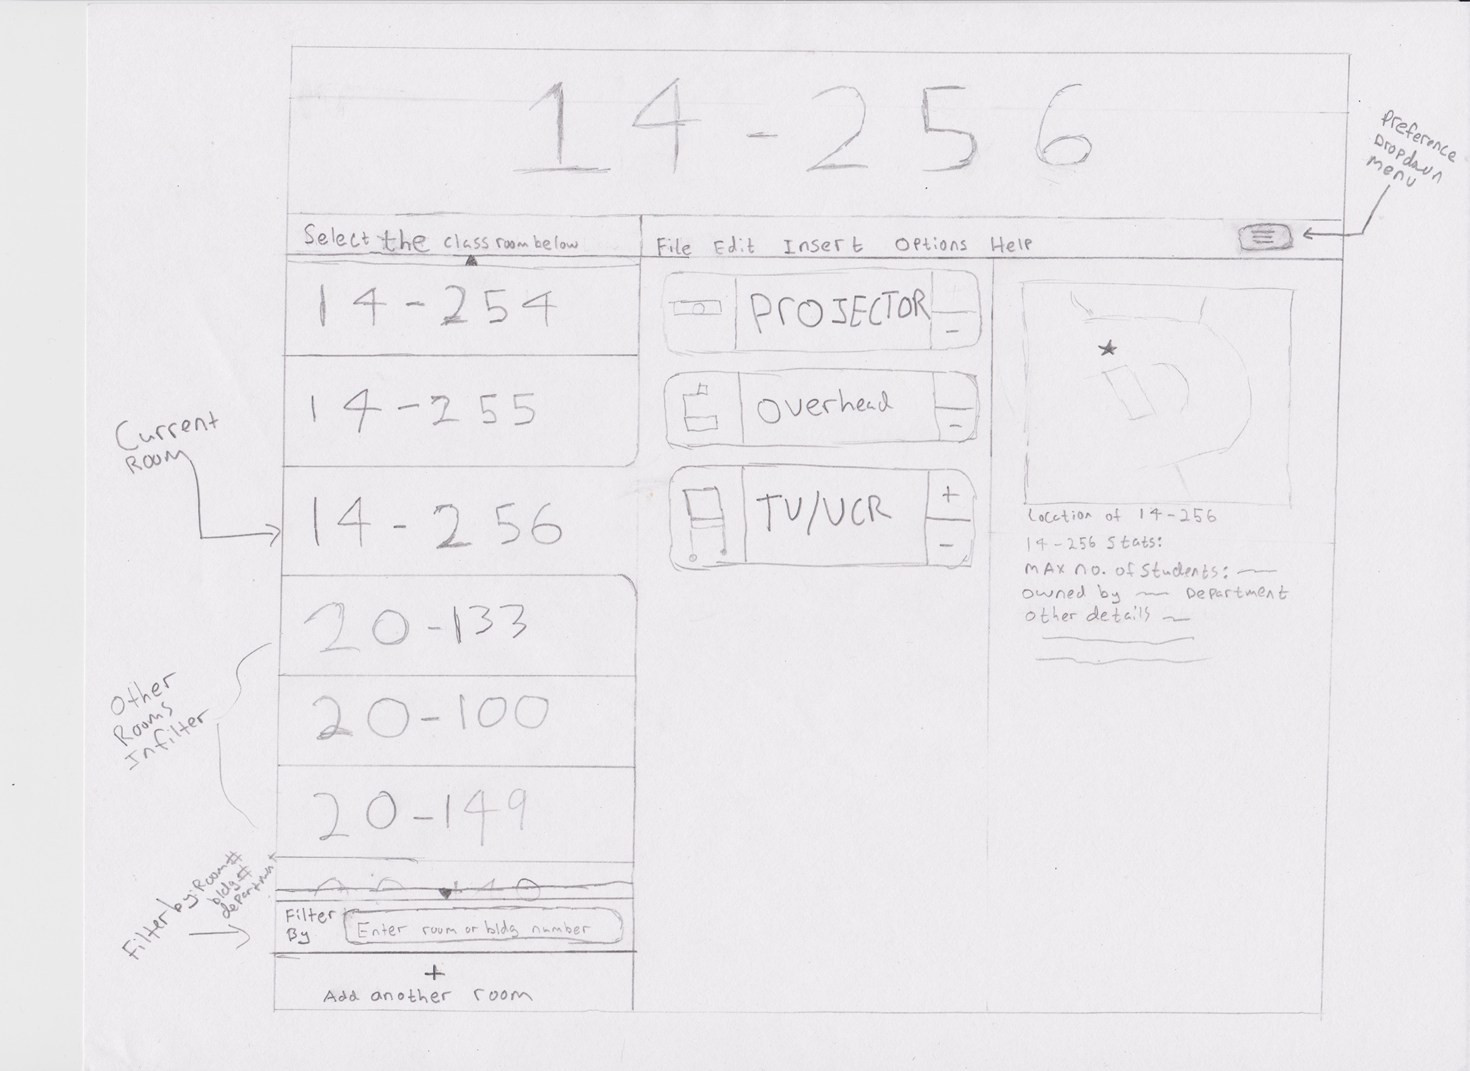 14-256
Preference
Dropdown
menu
Select the classroom below
File Edit Insert Options Help
14-254
14-255
14-256
20-133
20-100
20-149
Filter
By
Enter room or bldg number
+
Add another room
PROJECTOR
-
Overhead
-
TV/VCR
+
-
Location of 14-256
14-256 Stats:
MAX no. of Students:
Owned by Department
Other details
Current
Room
Other
Rooms
Infilter
Filter by: Room #
bldg #
department